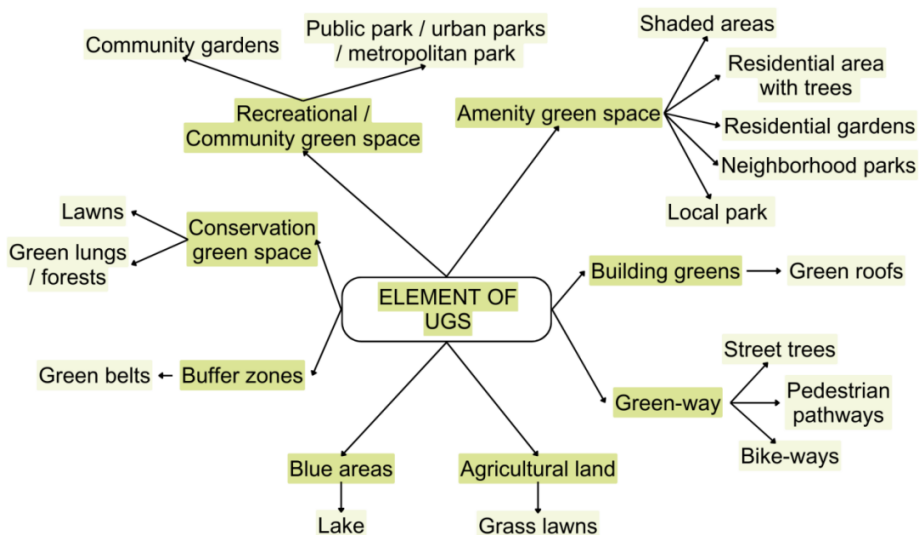 Community gardens
Public park / urban parks
/ metropolitan park
Recreational /
Community green space
Amenity green space
Shaded areas
Residential area
with trees
Residential gardens
Neighborhood parks
Local park
Lawns
Green lungs
/ forests
Conservation
green space
ELEMENT OF
UGS
Building greens
Green roofs
Green belts
Buffer zones
Green-way
Street trees
Pedestrian
pathways
Bike-ways
Blue areas
Lake
Agricultural land
Grass lawns